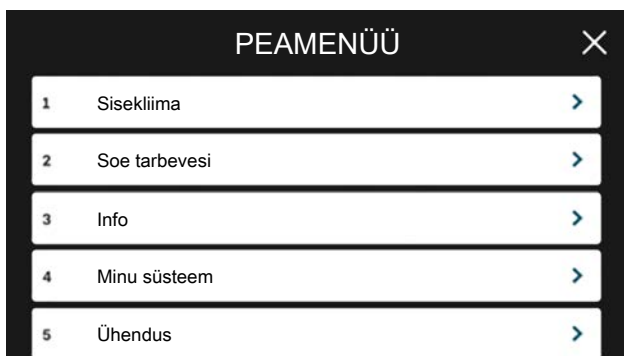 PEAMENÜÜ
1 Sisekliima
2 Soe tarbevesi
3 Info
4 Minu süsteem
5 Ühendus